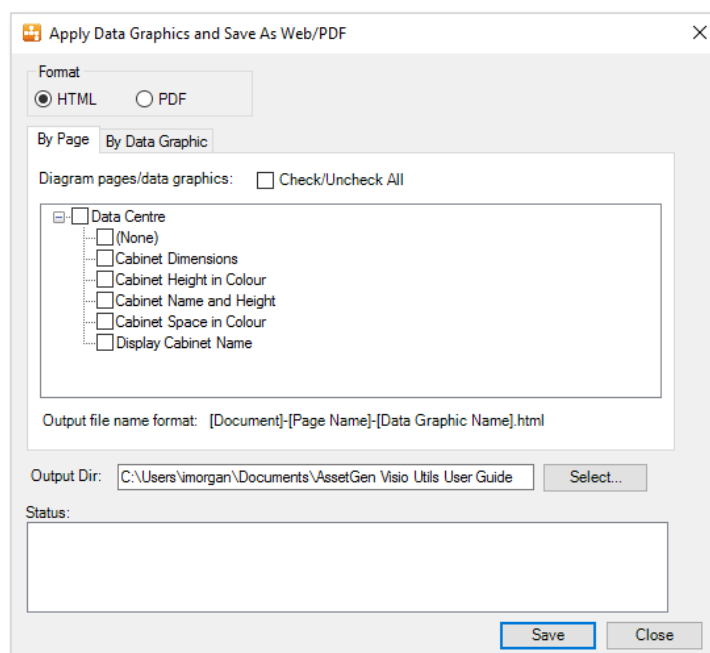 Apply Data Graphics and Save As Web/PDF
Format
HTML PDF
By Page By Data Graphic
Diagram pages/data graphics: Check/Uncheck All
Data Centre
(None)
Cabinet Dimensions
Cabinet Height in Colour
Cabinet Name and Height
Cabinet Space in Colour
Display Cabinet Name
Output file name format: [Document]-[Page Name]-[Data Graphic Name].html
Output Dir: C:\Users\imorgan\Documents\AssetGen Visio Utils User Guide Select...
Status:
Save Close